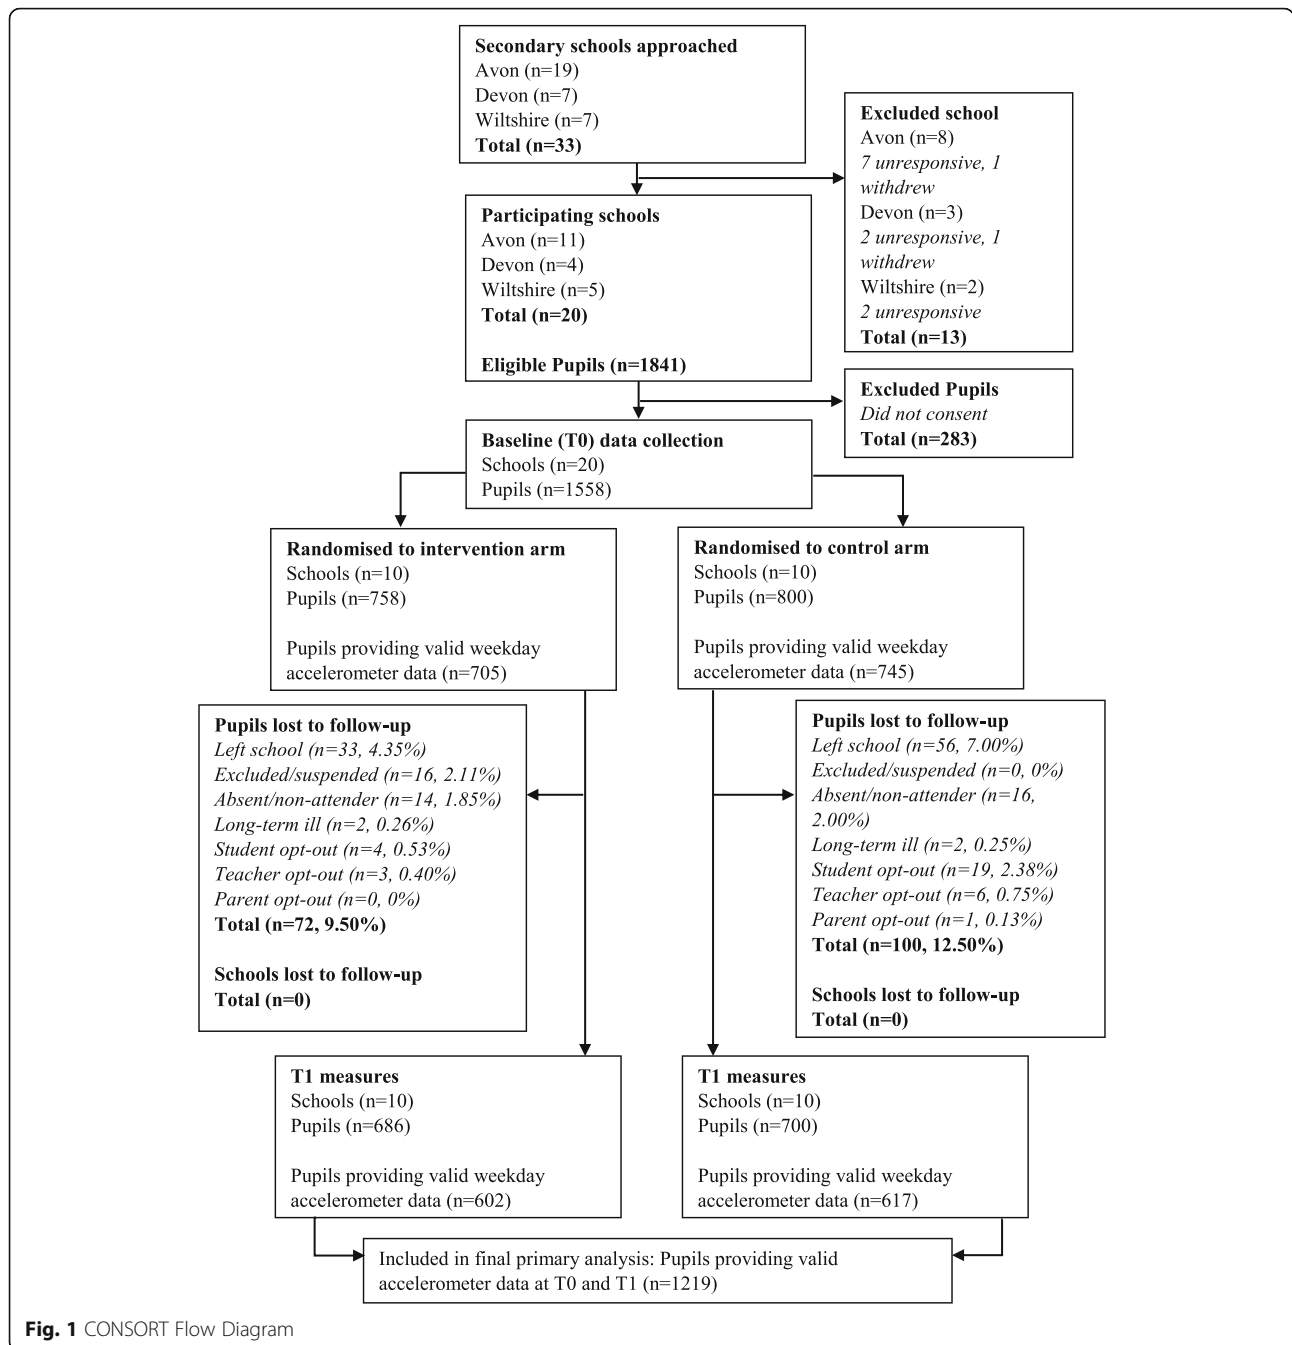 Secondary schools approached
Avon (n=19)
Devon (n=7)
Wiltshire (n=7)
Total (n=33)
Excluded school
Avon (n=8)
7 unresponsive, 1
withdrew
Devon (n=3)
2 unresponsive, 1
withdrew
Wiltshire (n=2)
2 unresponsive
Total (n=13)
Participating schools
Avon (n=11)
Devon (n=4)
Wiltshire (n=5)
Total (n=20)
Eligible Pupils (n=1841)
Excluded Pupils
Did not consent
Total (n=283)
Baseline (T0) data collection
Schools (n=20)
Pupils (n=1558)
Randomised to intervention arm
Schools (n=10)
Pupils (n=758)
Pupils providing valid weekday
accelerometer data (n=705)
Randomised to control arm
Schools (n=10)
Pupils (n=800)
Pupils providing valid weekday
accelerometer data (n=745)
Pupils lost to follow-up
Left school (n=33, 4.35%)
Excluded/suspended (n=16, 2.11%)
Absent/non-attender (n=14, 1.85%)
Long-term ill (n=2, 0.26%)
Student opt-out (n=4, 0.53%)
Teacher opt-out (n=3, 0.40%)
Parent opt-out (n=0, 0%)
Total (n=72, 9.50%)
Schools lost to follow-up
Total (n=0)
Pupils lost to follow-up
Left school (n=56, 7.00%)
Excluded/suspended (n=0, 0%)
Absent/non-attender (n=16,
2.00%)
Long-term ill (n=2, 0.25%)
Student opt-out (n=19, 2.38%)
Teacher opt-out (n=6, 0.75%)
Parent opt-out (n=1, 0.13%)
Total (n=100, 12.50%)
Schools lost to follow-up
Total (n=0)
T1 measures
Schools (n=10)
Pupils (n=686)
Pupils providing valid weekday
accelerometer data (n=602)
T1 measures
Schools (n=10)
Pupils (n=700)
Pupils providing valid weekday
accelerometer data (n=617)
Included in final primary analysis: Pupils providing valid
accelerometer data at T0 and T1 (n=1219)
Fig. 1 CONSORT Flow Diagram